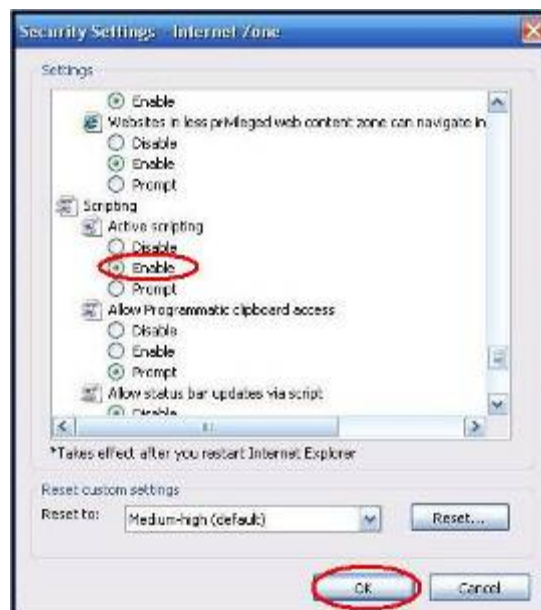 Security Settings - Internet Zone
Settings
Enable
Websites in less privileged web content zone can navigate in
Disable
Enable
Prompt
Scripting
Active scripting
Disable
Enable
Prompt
Allow Programmatic clipboard access
Disable
Enable
Prompt
Allow status bar updates via script
Disable
*Takes effect after you restart Internet Explorer
Reset custom settings
Reset to: Medium-high (default) Reset...
OK Cancel